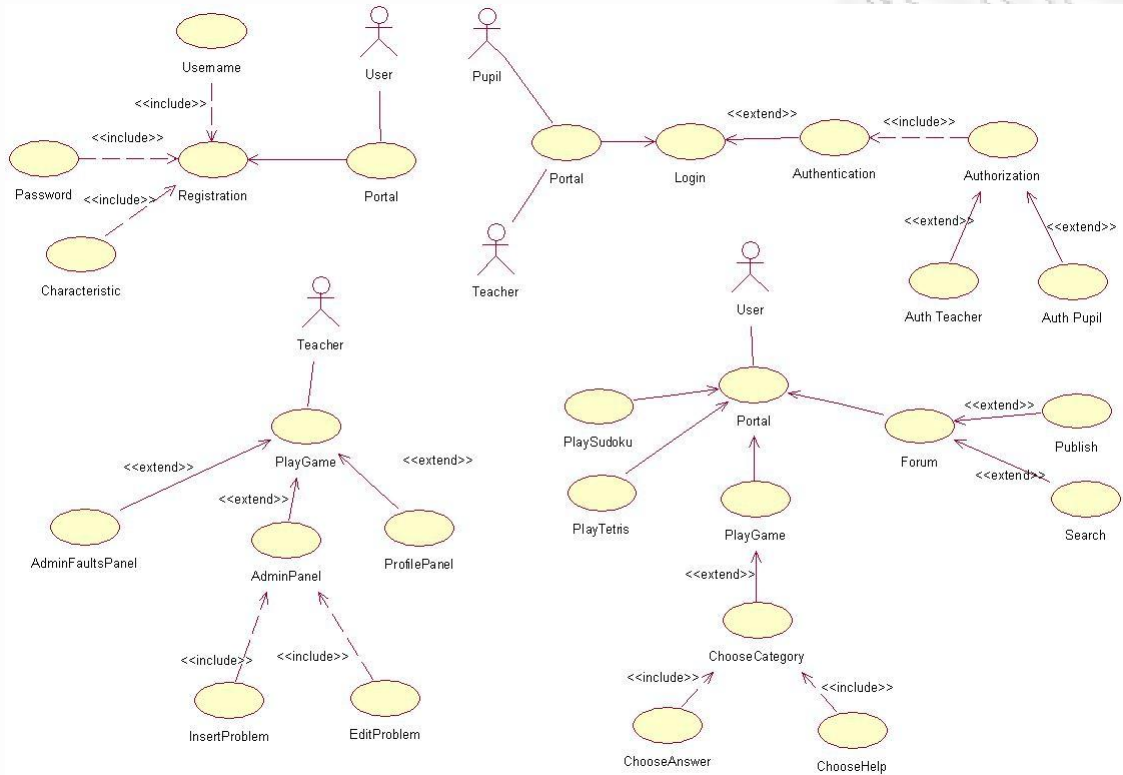 Username
<<include>>
Password
<<include>>
Registration
<<include>>
Characteristic
User
Portal
Pupil
Portal
Teacher
Login
<<extend>>
Authentication
<<include>>
Authorization
<<extend>>
<<extend>>
Auth Teacher
Auth Pupil
Teacher
PlayGame
<<extend>>
<<extend>>
<<extend>>
AdminFaultsPanel
AdminPanel
ProfilePanel
<<include>>
<<include>>
InsertProblem
EditProblem
User
Portal
PlaySudoku
PlayTetris
PlayGame
Forum
<<extend>>
Publish
<<extend>>
Search
<<extend>>
ChooseCategory
<<include>>
<<include>>
ChooseAnswer
ChooseHelp